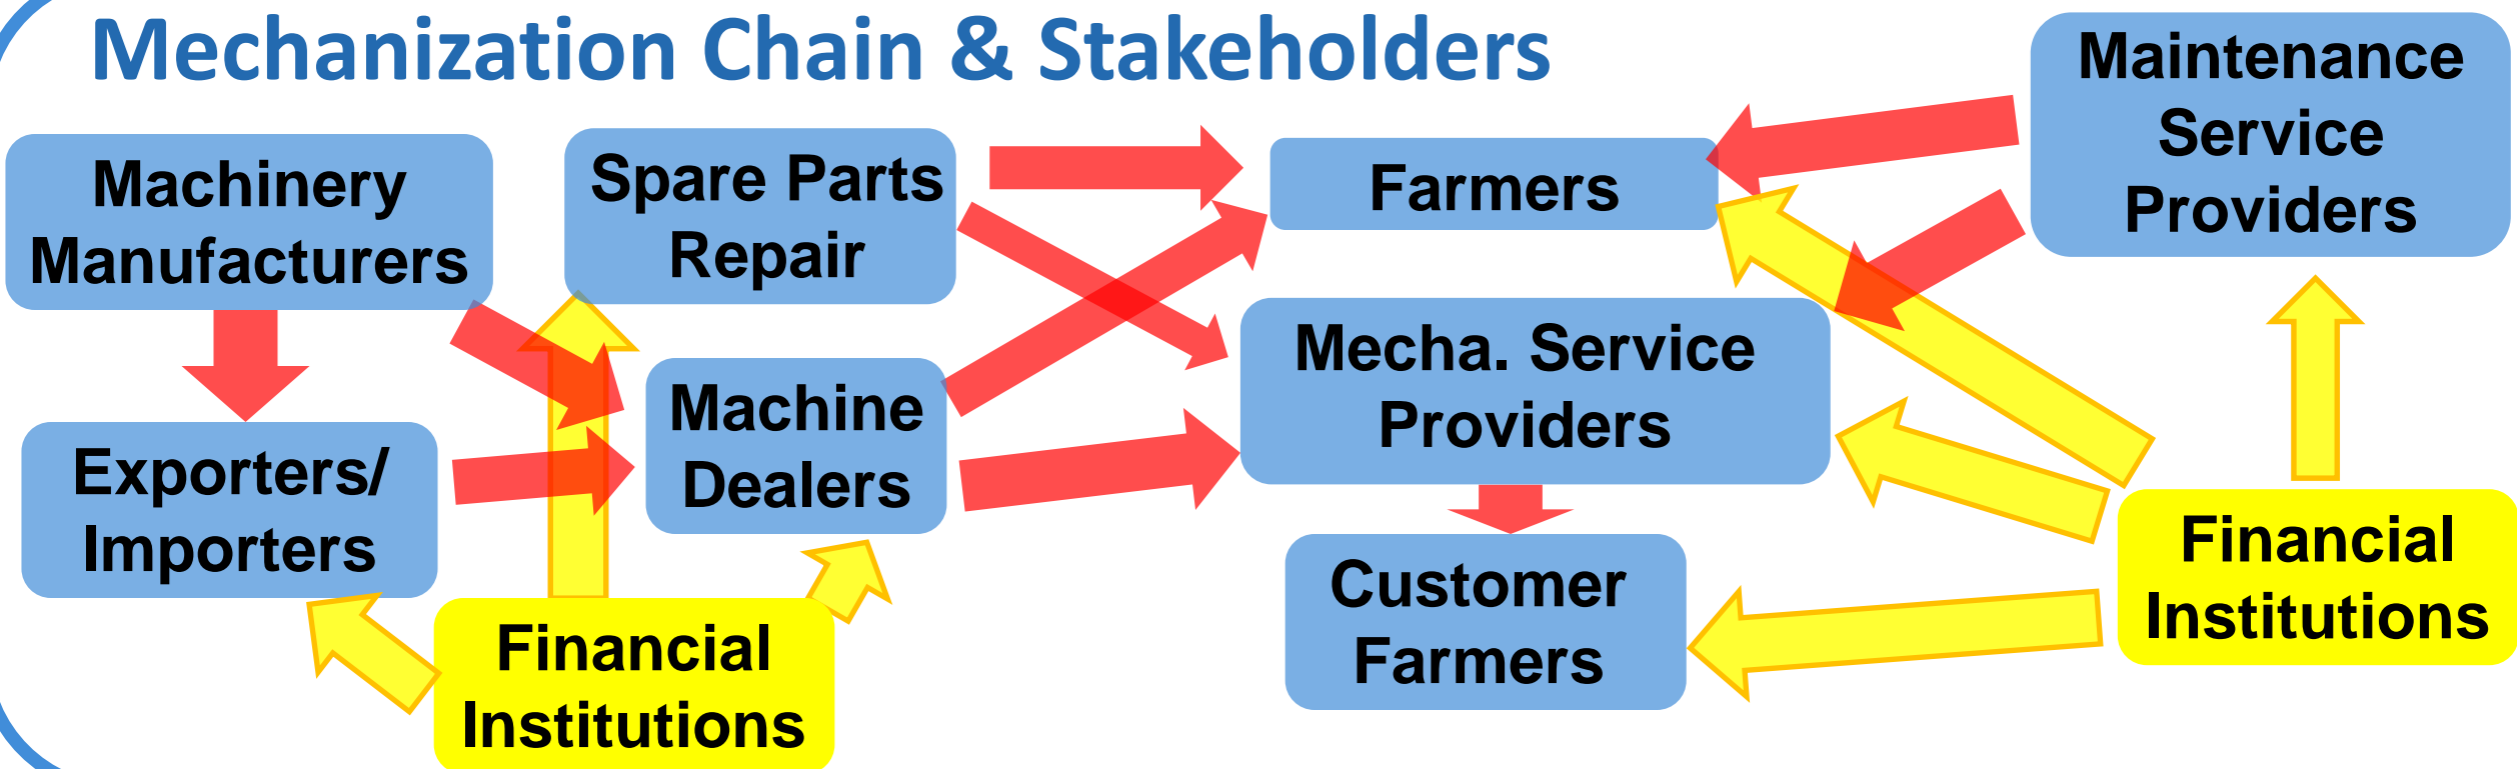 Mechanization Chain & Stakeholders
Maintenance
Service
Providers
Machinery
Manufacturers
Spare Parts
Repair
Farmers
Mecha. Service
Providers
Machine
Dealers
Exporters/
Importers
Customer
Farmers
Financial
Institutions
Financial
Institutions